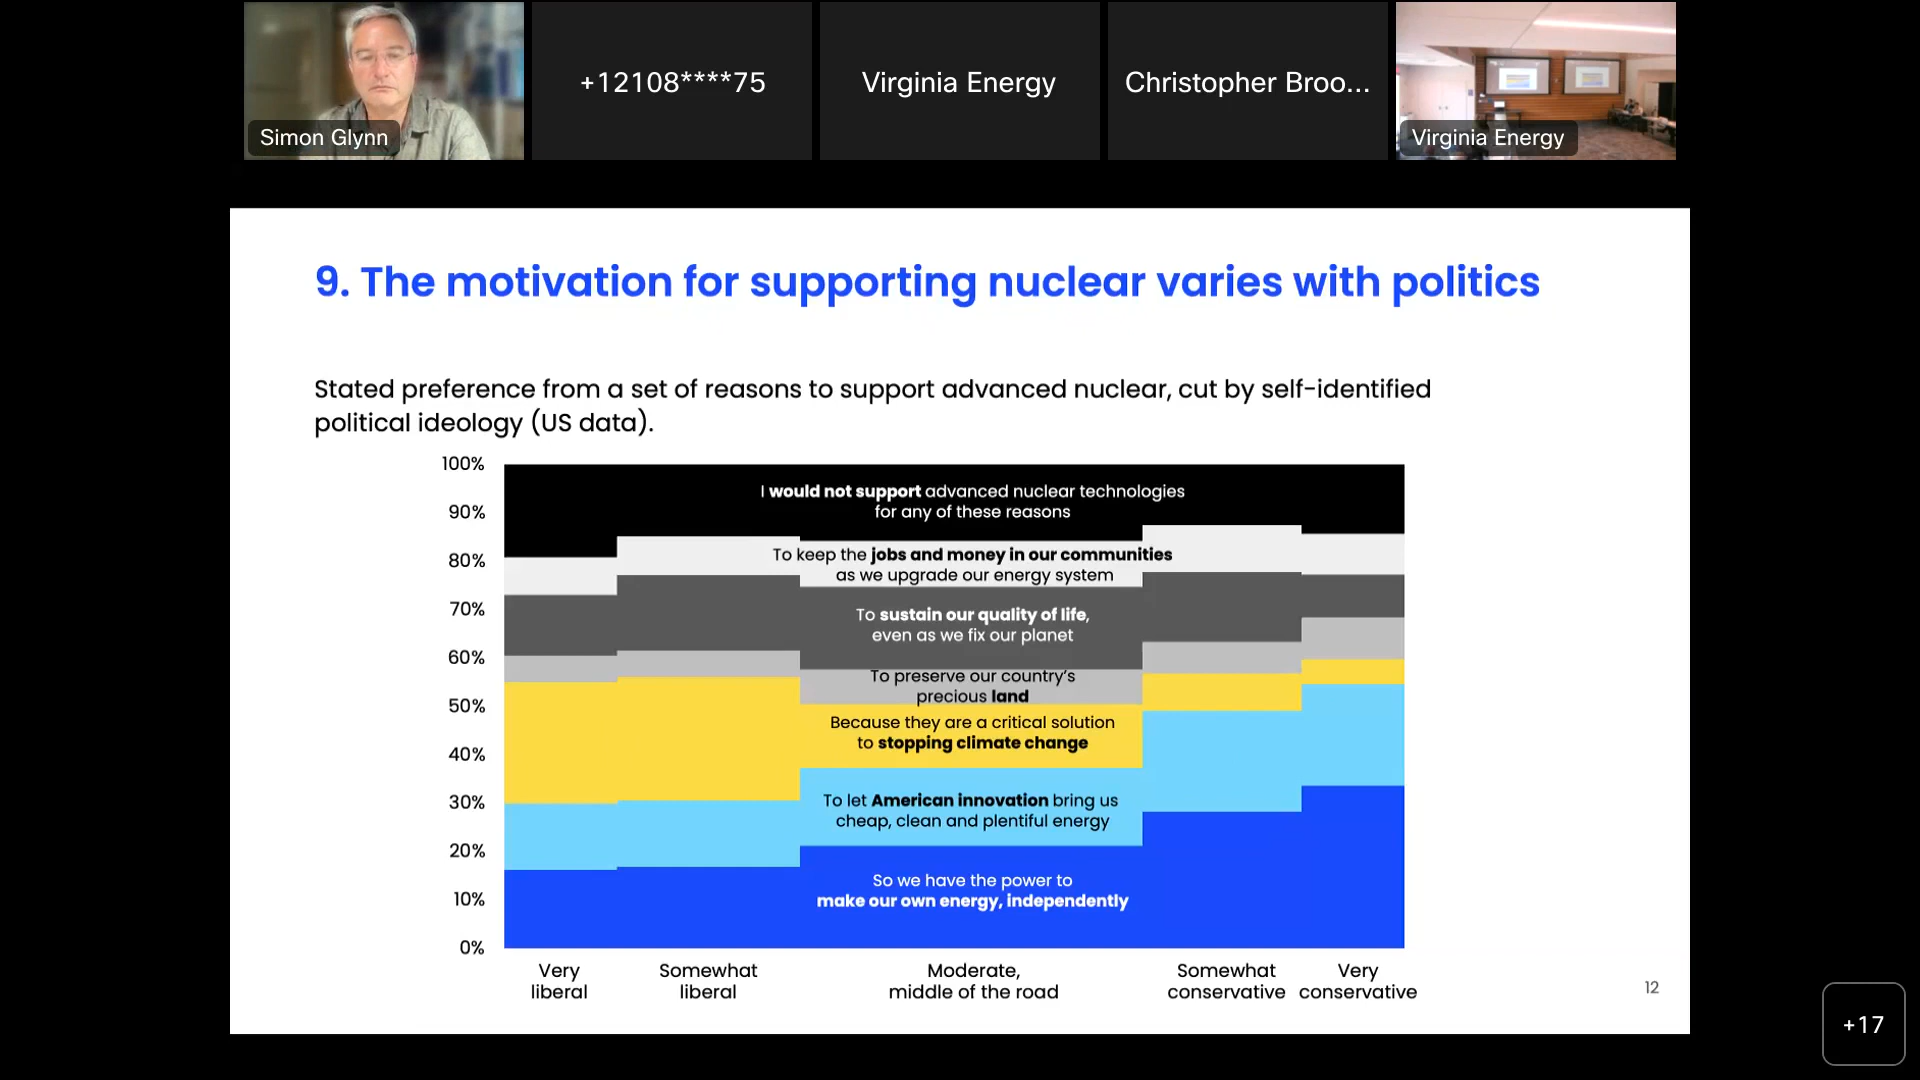 +12108****75
Virginia Energy
Christopher Broo...
Simon Glynn
Virginia Energy
9. The motivation for supporting nuclear varies with politics
Stated preference from a set of reasons to support advanced nuclear, cut by self-identified
political ideology (US data).
100%
90%
80%
70%
60%
50%
40%
30%
20%
10%
0%
I would not support advanced nuclear technologies
for any of these reasons
To keep the jobs and money in our communities
as we upgrade our energy system
To sustain our quality of life,
even as we fix our planet
To preserve our country's
precious land
Because they are a critical solution
to stopping climate change
To let American innovation bring us
cheap, clean and plentiful energy
So we have the power to
make our own energy, independently
Very
liberal
Somewhat
liberal
Moderate,
middle of the road
Somewhat
conservative
Very
conservative
12
+17